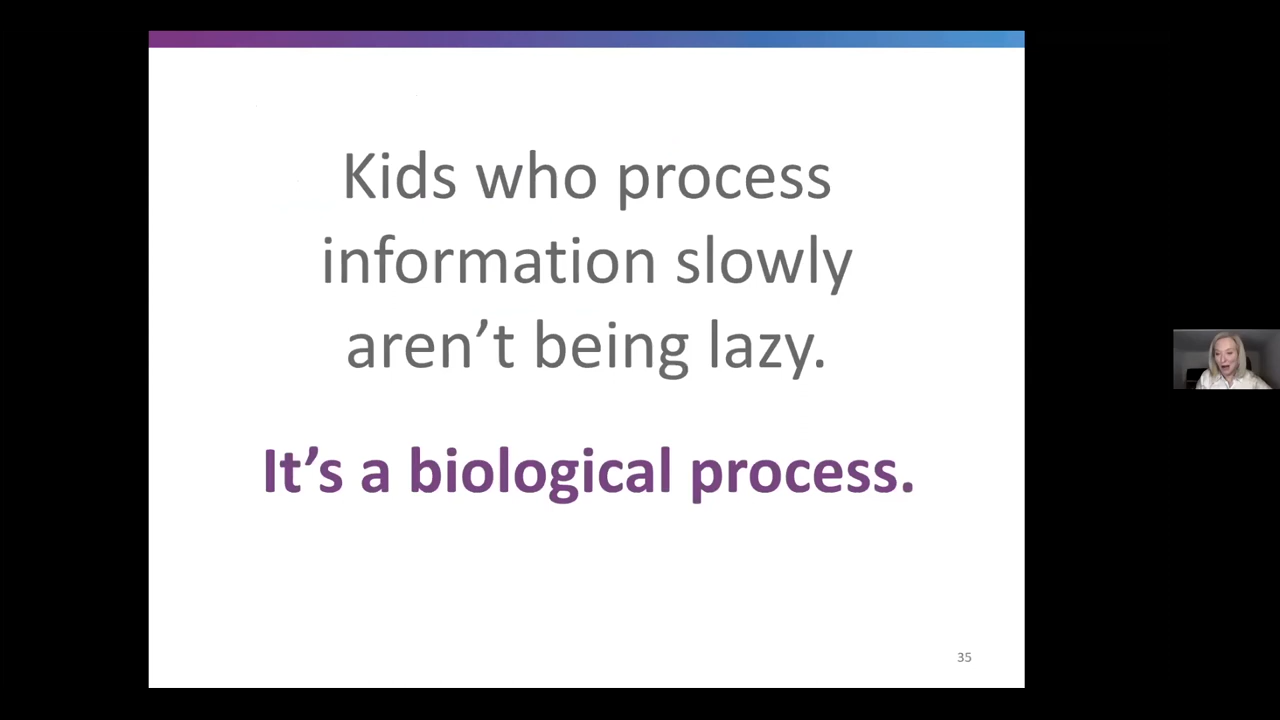 Kids who process
information slowly
aren’t being lazy.
It’s a biological process.
35